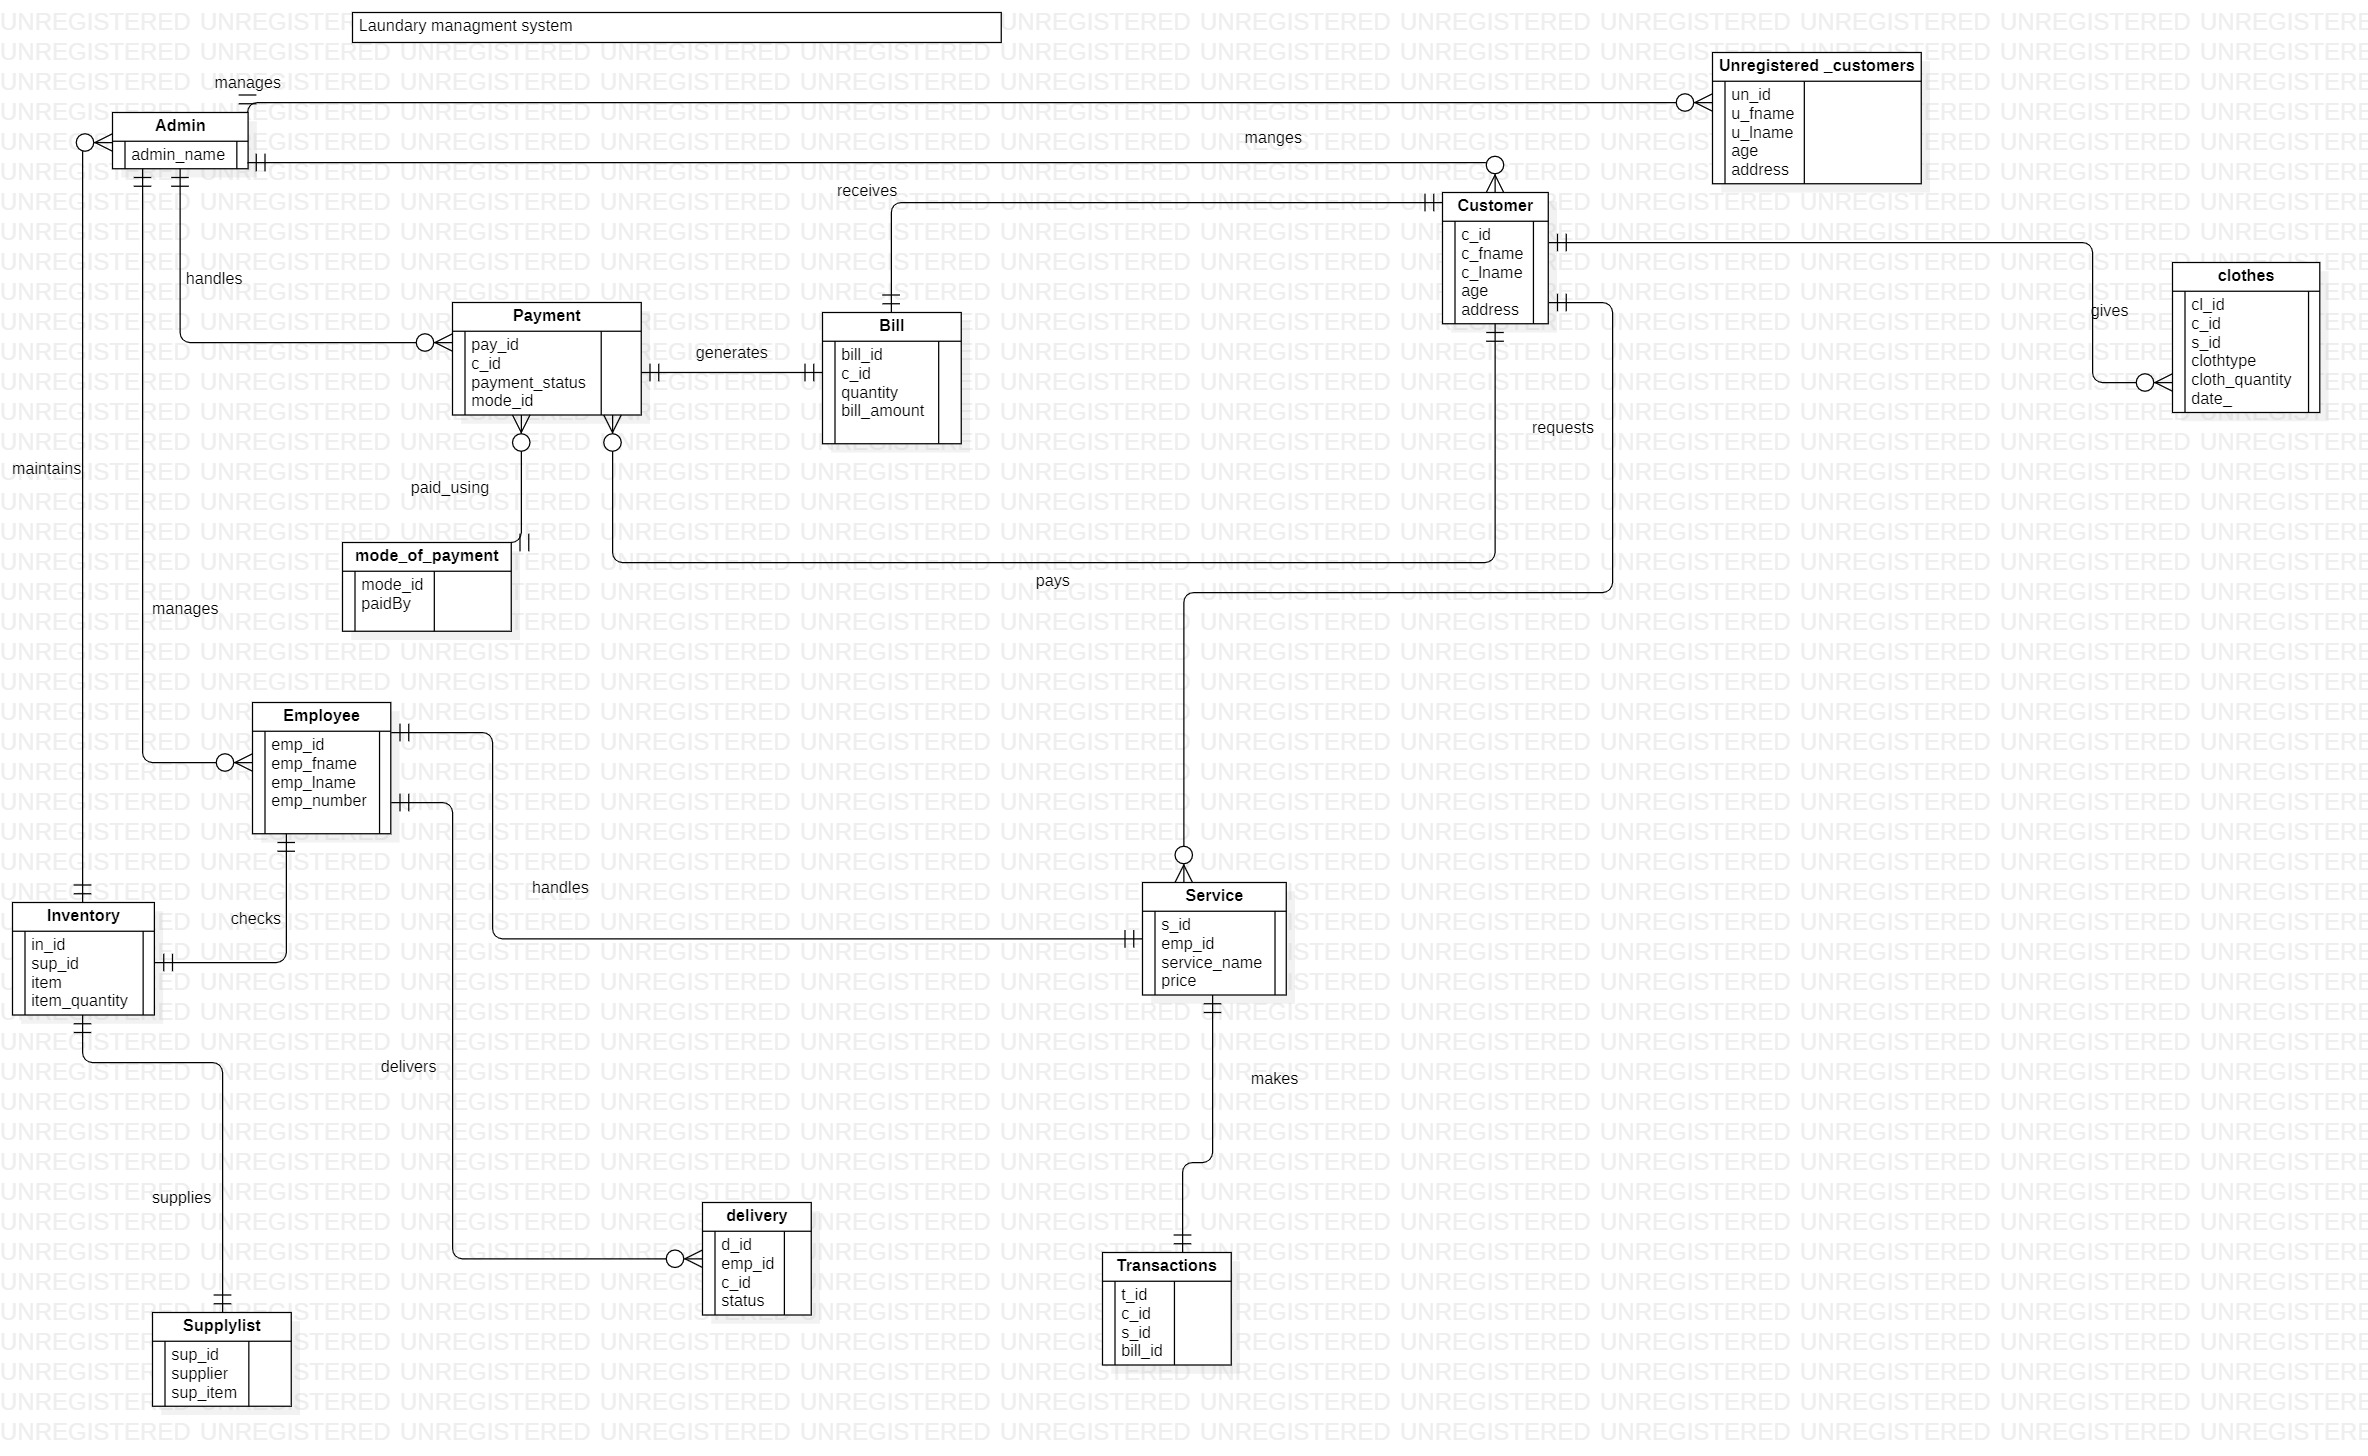 Laundary managment system
manages
Unregistered _customers
un_id
u_fname
u_lname
age
address
Admin
admin_name
manges
receives
Customer
c_id
c_fname
c_lname
age
address
handles
clothes
cl_id
c_id
s_id
clothtype
cloth_quantity
date_
gives
Payment
pay_id
c_id
payment_status
mode_id
generates
Bill
bill_id
c_id
quantity
bill_amount
requests
maintains
paid_using
mode_of_payment
mode_id
paidBy
pays
manages
Employee
emp_id
emp_fname
emp_lname
emp_number
handles
Service
s_id
emp_id
service_name
price
Inventory
in_id
sup_id
item
item_quantity
checks
delivers
makes
supplies
delivery
d_id
emp_id
c_id
status
Transactions
t_id
c_id
s_id
bill_id
Supplylist
sup_id
supplier
sup_item
UNREGISTERED